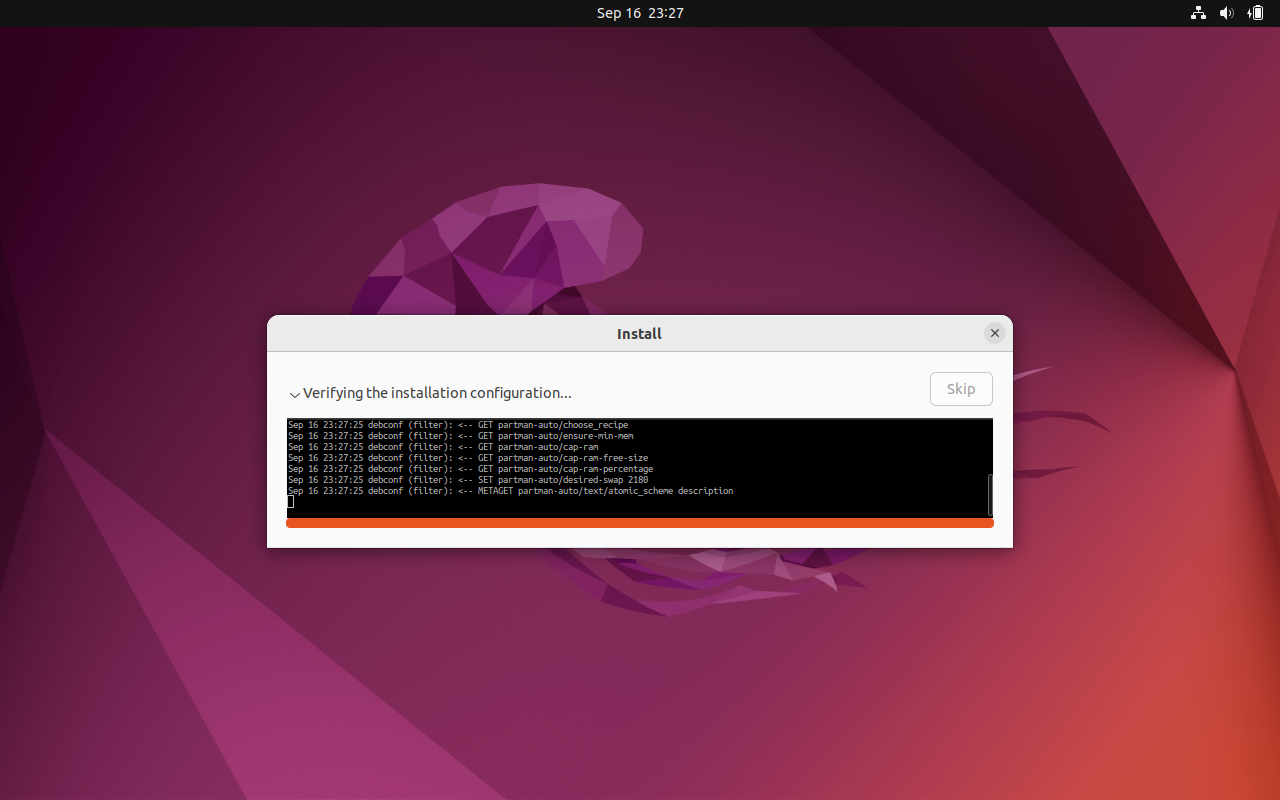 Sep 16 23:27
Install
Verifying the installation configuration...
Skip
Sep 16 23:27:25 debconf (filter): <-- GET partman-auto/choose_recipe
Sep 16 23:27:25 debconf (filter): <-- GET partman-auto/ensure-min-mem
Sep 16 23:27:25 debconf (filter): <-- GET partman-auto/cap-ram
Sep 16 23:27:25 debconf (filter): <-- GET partman-auto/cap-ram-free-size
Sep 16 23:27:25 debconf (filter): <-- GET partman-auto/cap-ram-percentage
Sep 16 23:27:25 debconf (filter): <-- SET partman-auto/desired-swap 2180
Sep 16 23:27:25 debconf (filter): <-- METAGET partman-auto/text/atomic_scheme description